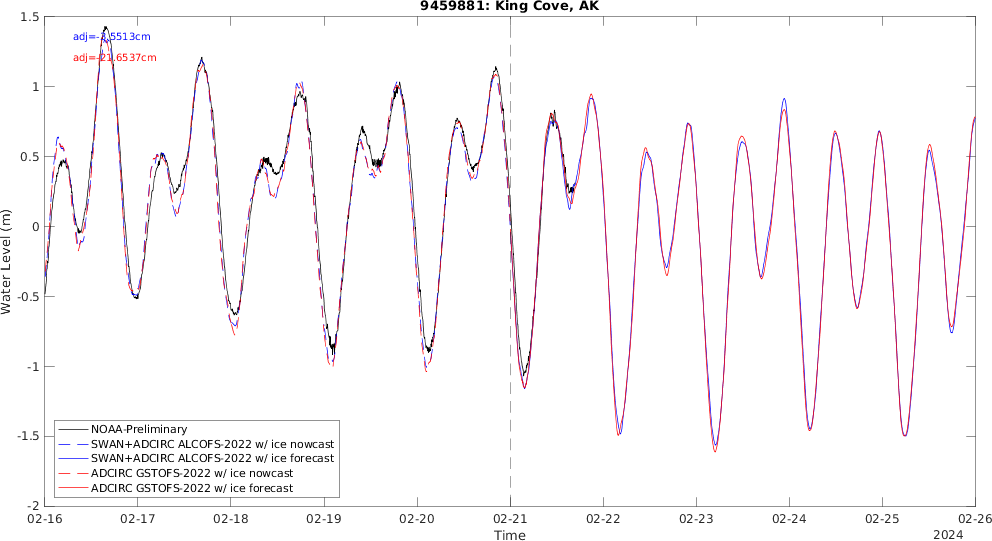 9459881: King Cove, AK
1.5
adj=-1.5513cm
adj=-21.6537cm
1
0.5
0
-0.5
-1
-1.5
-2
Water Level (m)
NOAA-Preliminary
SWAN+ADCIRC ALCOFS-2022 w/ ice nowcast
SWAN+ADCIRC ALCOFS-2022 w/ ice forecast
ADCIRC GSTOFS-2022 w/ ice nowcast
ADCIRC GSTOFS-2022 w/ ice forecast
02-16 02-17 02-18 02-19 02-20 02-21 02-22 02-23 02-24 02-25 02-26
Time
2024